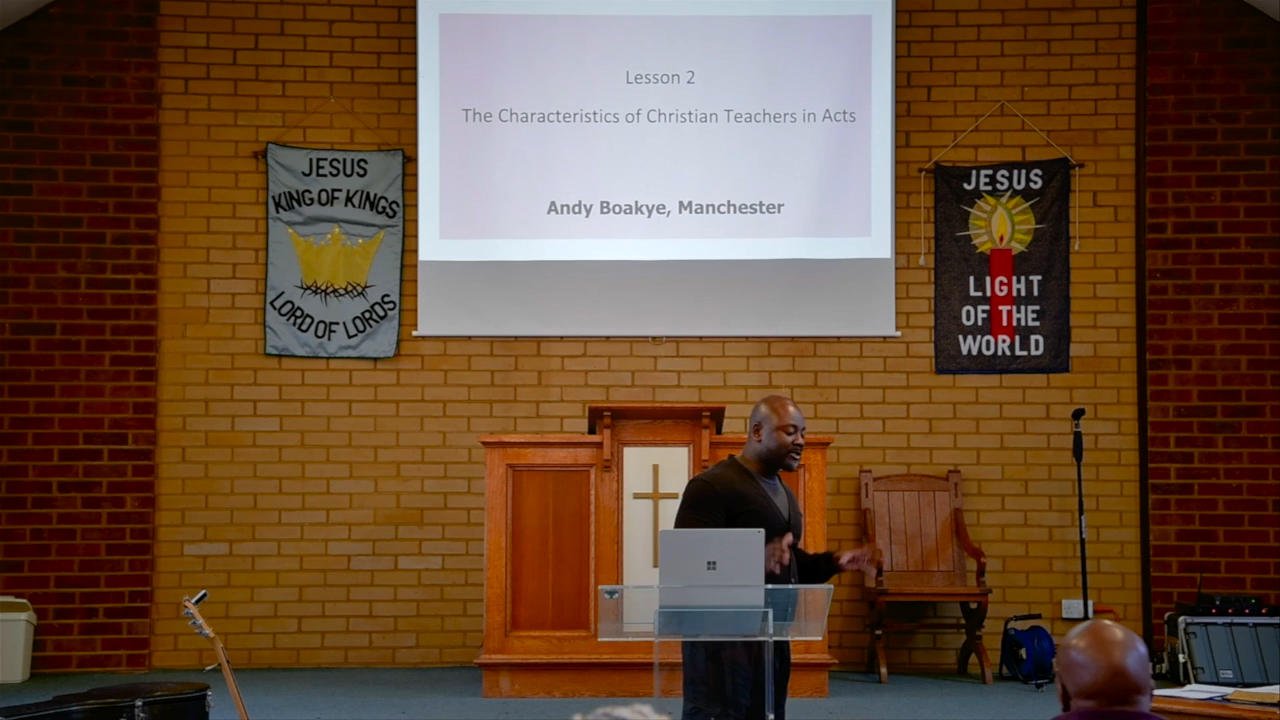 Lesson 2
The Characteristics of Christian Teachers in Acts
Andy Boakye, Manchester
JESUS
KING OF KINGS
LORD OF LORDS
JESUS
LIGHT
OF THE
WORLD